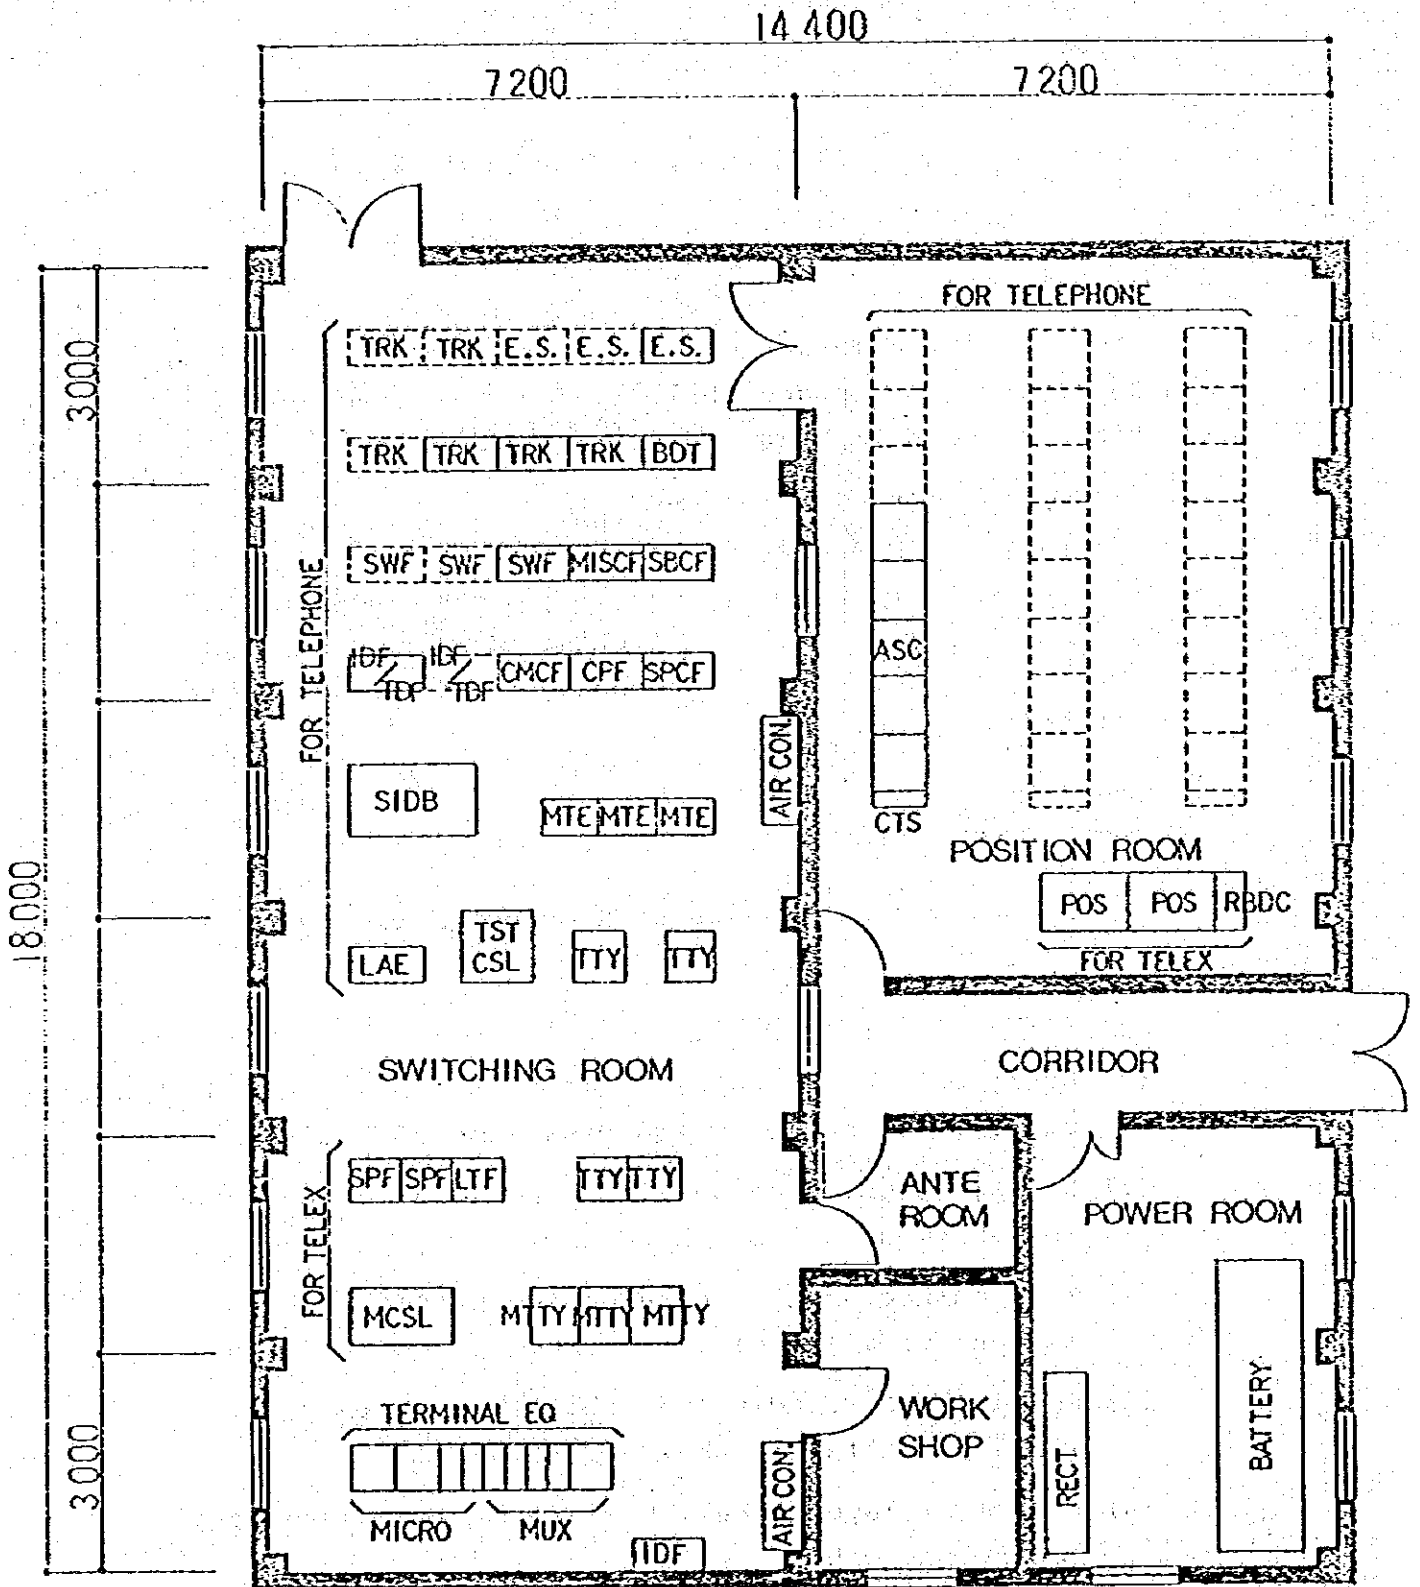 14 400
7200 7200
FOR TELEPHONE
3000
18000
3000
FOR TELEPHONE
TRK TRK E.S. E.S. E.S.
TRK TRK TRK TRK BDT
SWF SWF SWF MISCF SBCF
IDF/TDF IDF/TDF CMCF CPF SPCF
SIDB MTE MTE MTE
AIR CON.
LAE TST CSL TTY TTY
SWITCHING ROOM
ASC
CTS
POSITION ROOM
POS POS RBDC
FOR TELEX
CORRIDOR
FOR TELEX
SPF SPF LTF TTY TTY
MCSL MTTY MTTY MTTY
ANTE
ROOM
POWER ROOM
TERMINAL EQ
MICRO MUX
IDF
AIR CON.
WORK
SHOP
RECT
BATTERY